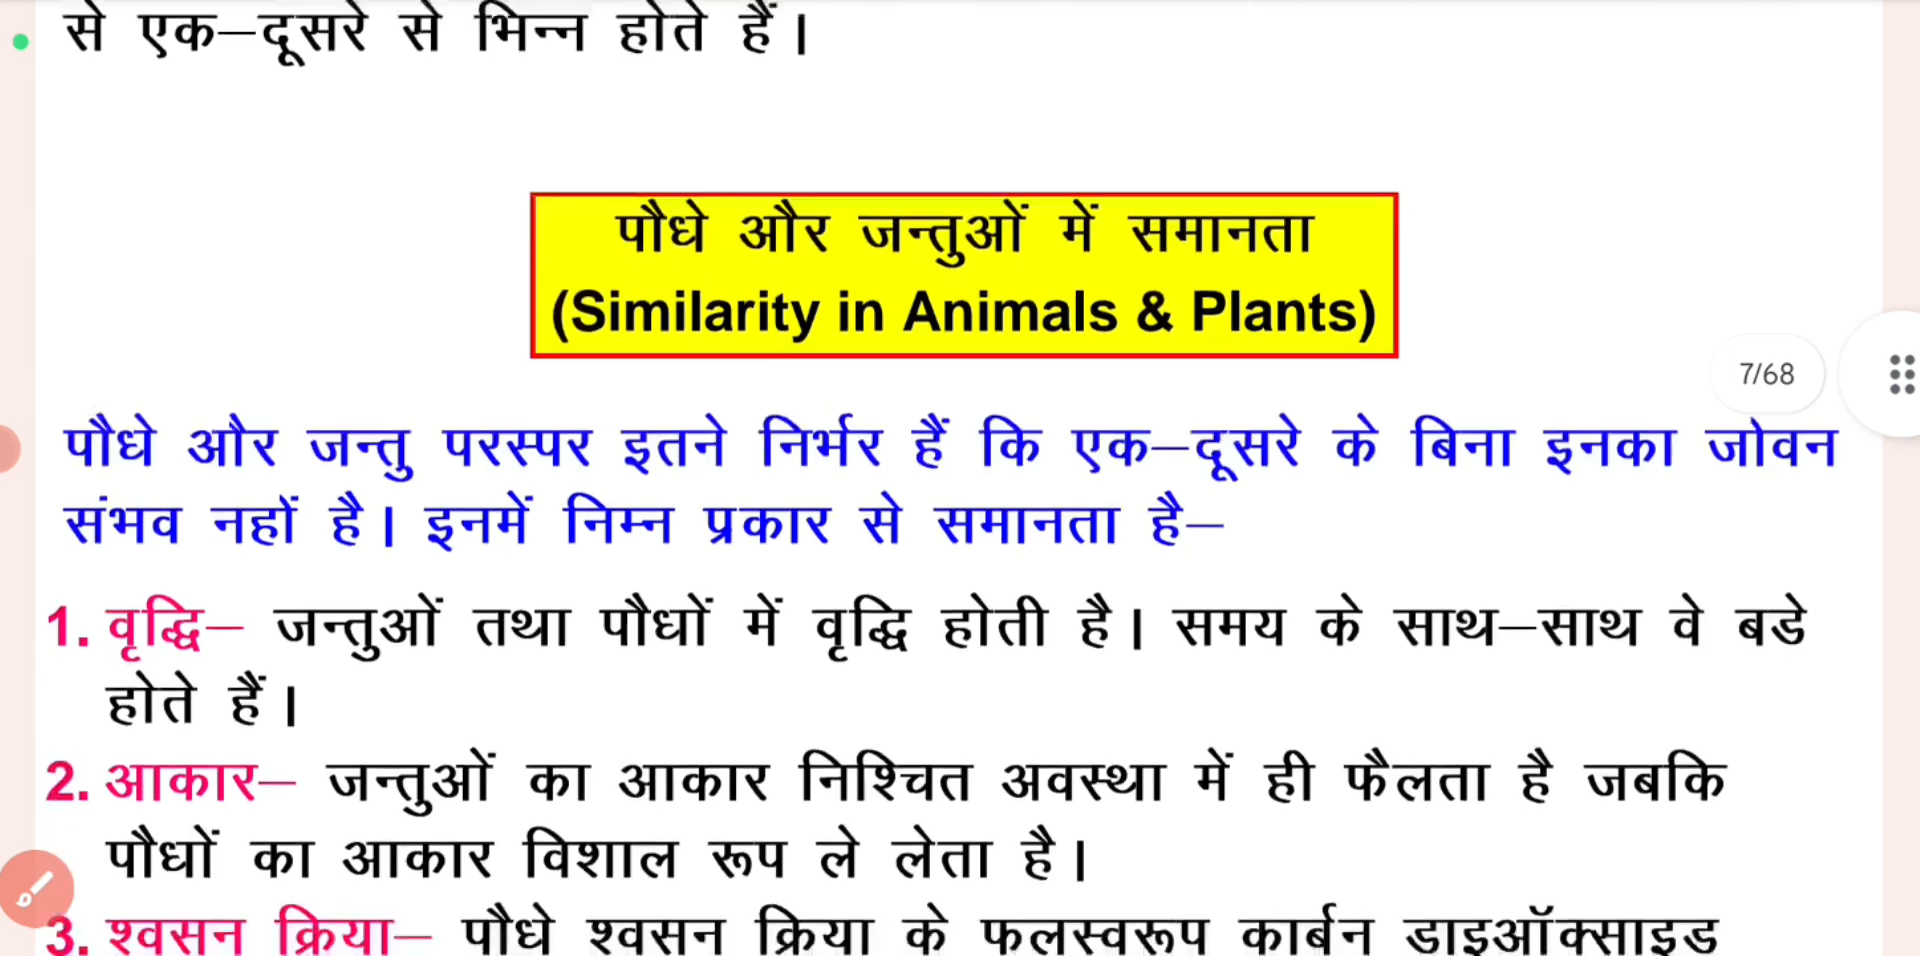 से एक–दूसरे से भिन्न होते हैं।
पौधे और जन्तुओं में समानता
(Similarity in Animals & Plants)
7/68
पौधे और जन्तु परस्पर इतने निर्भर हैं कि एक–दूसरे के बिना इनका जोवन
संभव नहों है। इनमें निम्न प्रकार से समानता है–
1. वृद्धि– जन्तुओं तथा पौधों में वृद्धि होती है। समय के साथ–साथ वे बडे
होते हैं।
2. आकार– जन्तुओं का आकार निश्चित अवस्था में ही फैलता है जबकि
पौधों का आकार विशाल रूप ले लेता है।
3. श्वसन क्रिया– पौधे श्वसन क्रिया के फलस्वरूप कार्बन डाइऑक्साइड